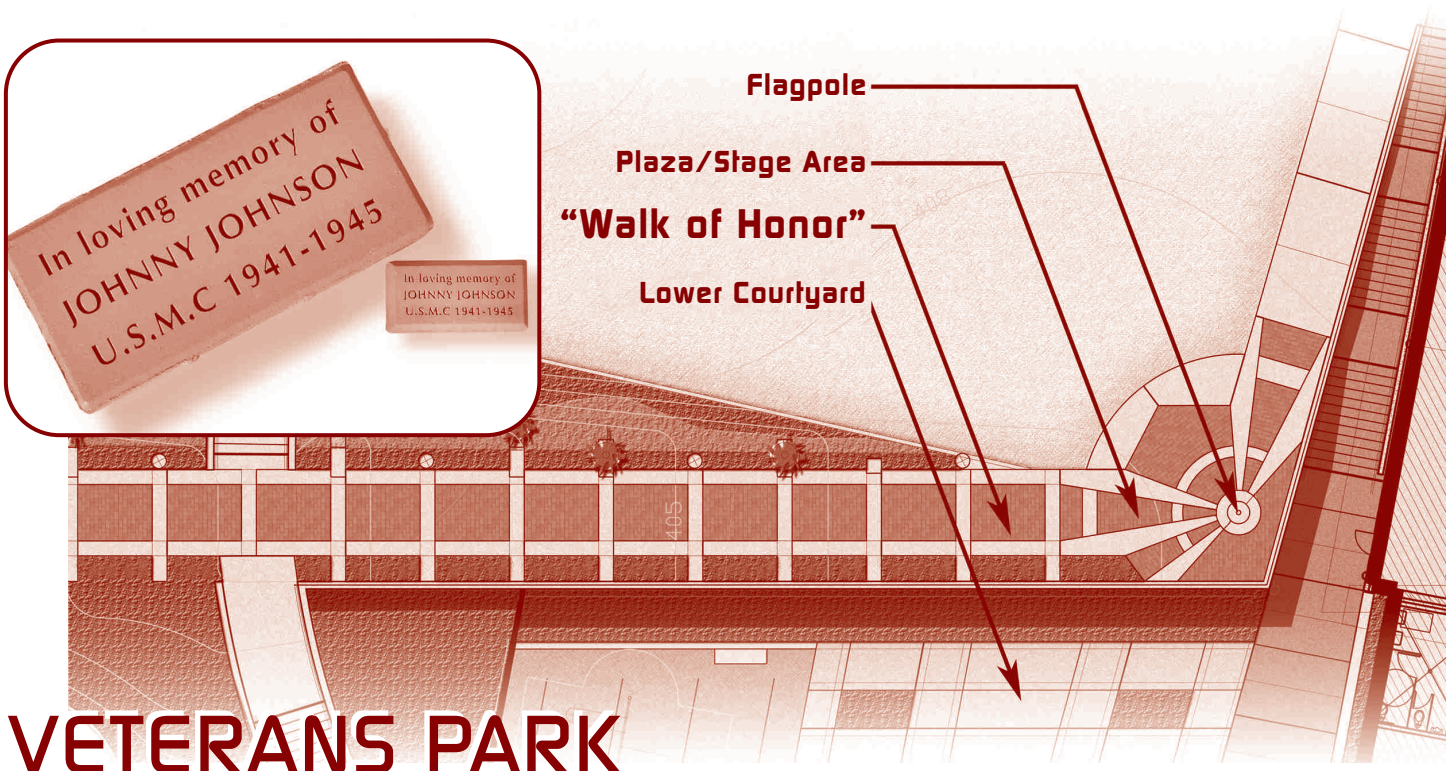 In loving memory of
JOHNNY JOHNSON
U.S.M.C 1941-1945
In loving memory of
JOHNNY JOHNSON
U.S.M.C 1941-1945
Flagpole
Plaza/Stage Area
“Walk of Honor”
Lower Courtyard
408
405
VETERANS PARK